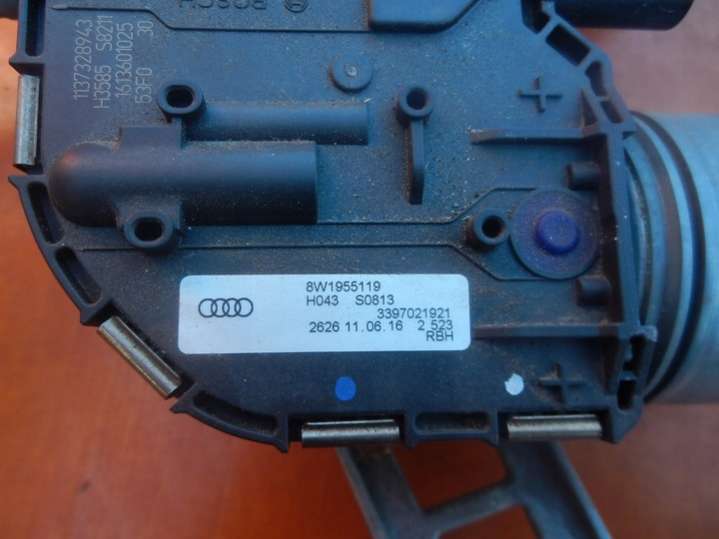 BOSCH
1137328943
H3585 S8211
1613601025
53F0 30
8W1955119
H043 S0813
3397021921
2626 11.06.16 2 523
RBH